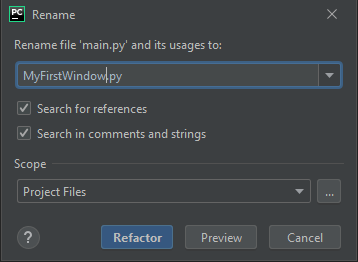 PC
Rename
Rename file 'main.py' and its usages to:
MyFirstWindow.py
Search for references
Search in comments and strings
Scope
Project Files
...
?
Refactor
Preview
Cancel